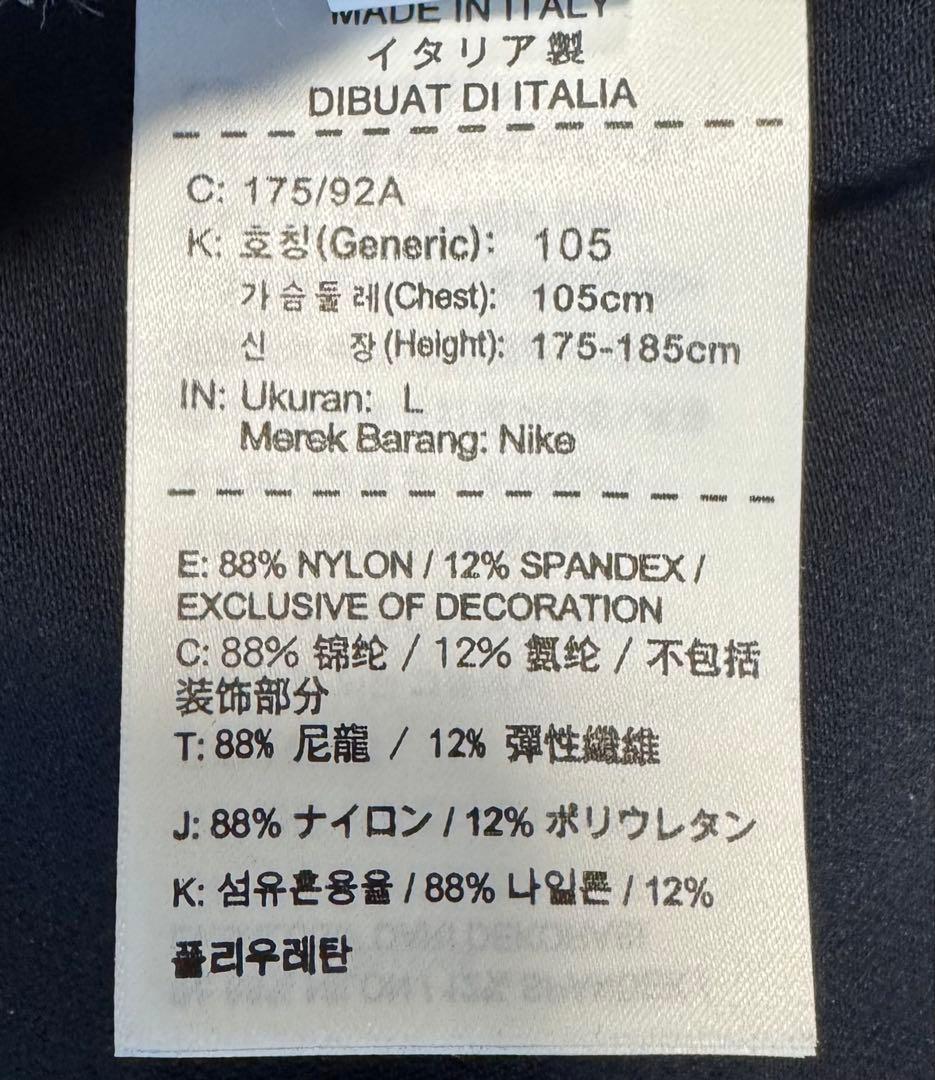 MADE IN ITALY
イタリア製
DIBUAT DI ITALIA
C: 175/92A
K: 호칭(Generic): 105
가슴둘레(Chest): 105cm
신 장(Height): 175-185cm
IN: Ukuran: L
Merek Barang: Nike
E: 88% NYLON / 12% SPANDEX /
EXCLUSIVE OF DECORATION
C: 88% 锦纶 / 12% 氨纶 / 不包括
装饰部分
T: 88% 尼龍 / 12% 彈性纖維
J: 88% ナイロン / 12% ポリウレタン
K: 섬유혼용율 / 88% 나일론 / 12%
폴리우레탄